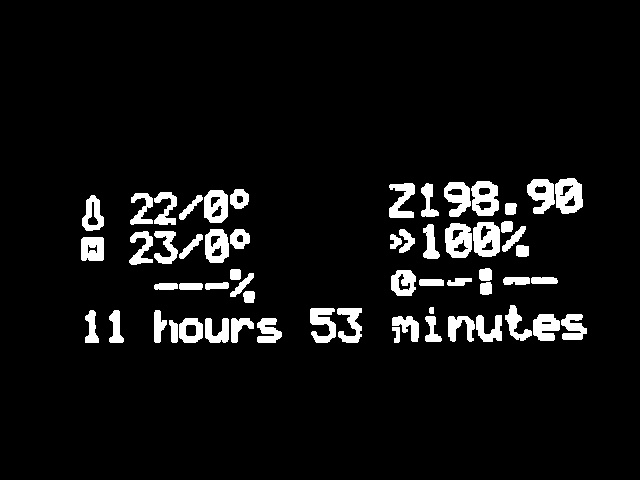 22/0° Z198.90
23/0° »100%
---% --:--
11 hours 53 minutes